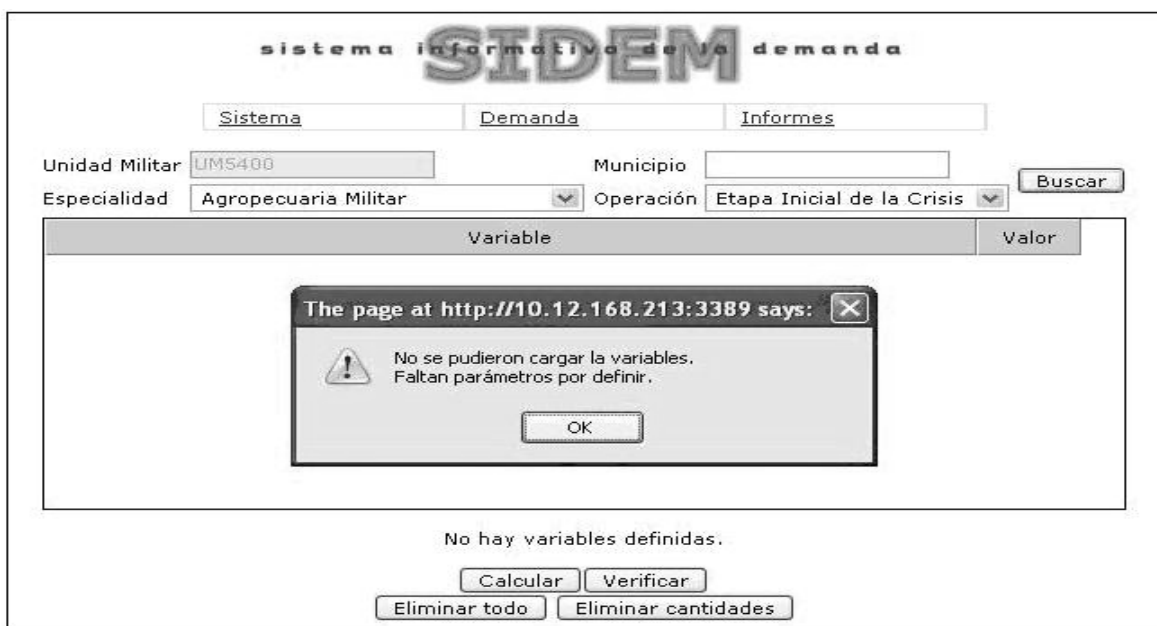 sistema informativo de la demanda
SIDEM
Sistema Demanda Informes
Unidad Militar UM5400 Municipio
Buscar
Especialidad Agropecuaria Militar Operación Etapa Inicial de la Crisis
Variable Valor
The page at http://10.12.168.213:3389 says:
No se pudieron cargar la variables.
Faltan parámetros por definir.
OK
No hay variables definidas.
Calcular Verificar
Eliminar todo Eliminar cantidades